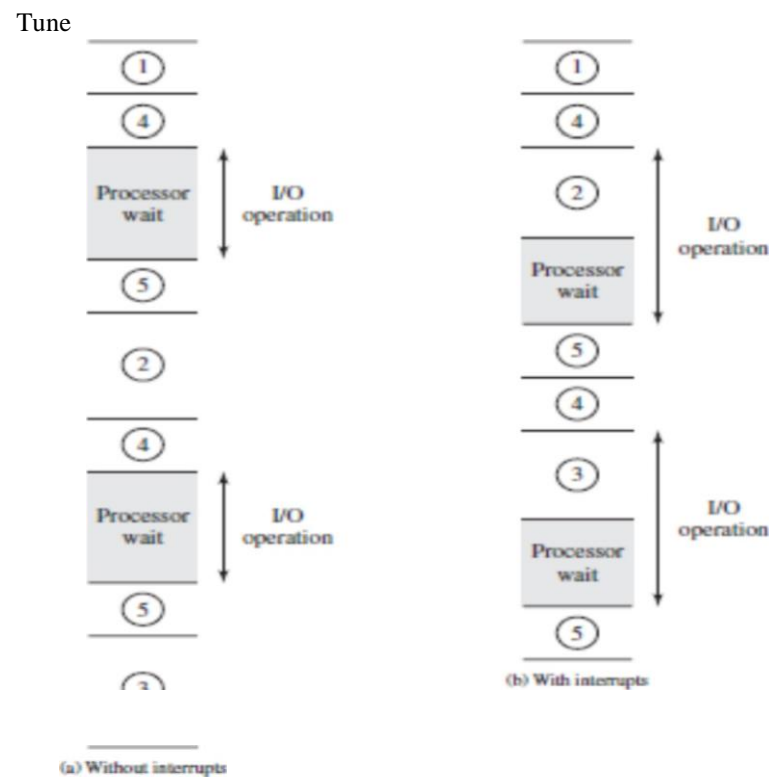 Tune
1
4
Processor
wait
I/O
operation
5
2
4
Processor
wait
I/O
operation
5
3
(a) Without interrupts
1
4
2
Processor
wait
I/O
operation
5
4
3
Processor
wait
I/O
operation
5
(b) With interrupts